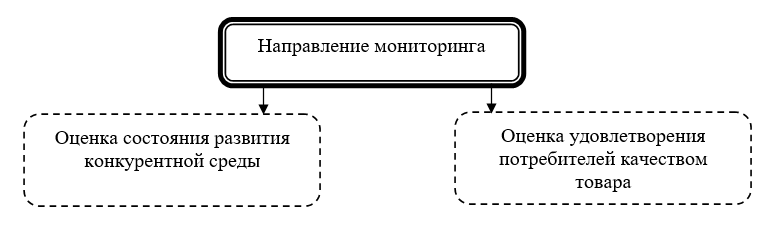 Направление мониторинга
Оценка состояния развития
конкурентной среды
Оценка удовлетворения
потребителей качеством
товара